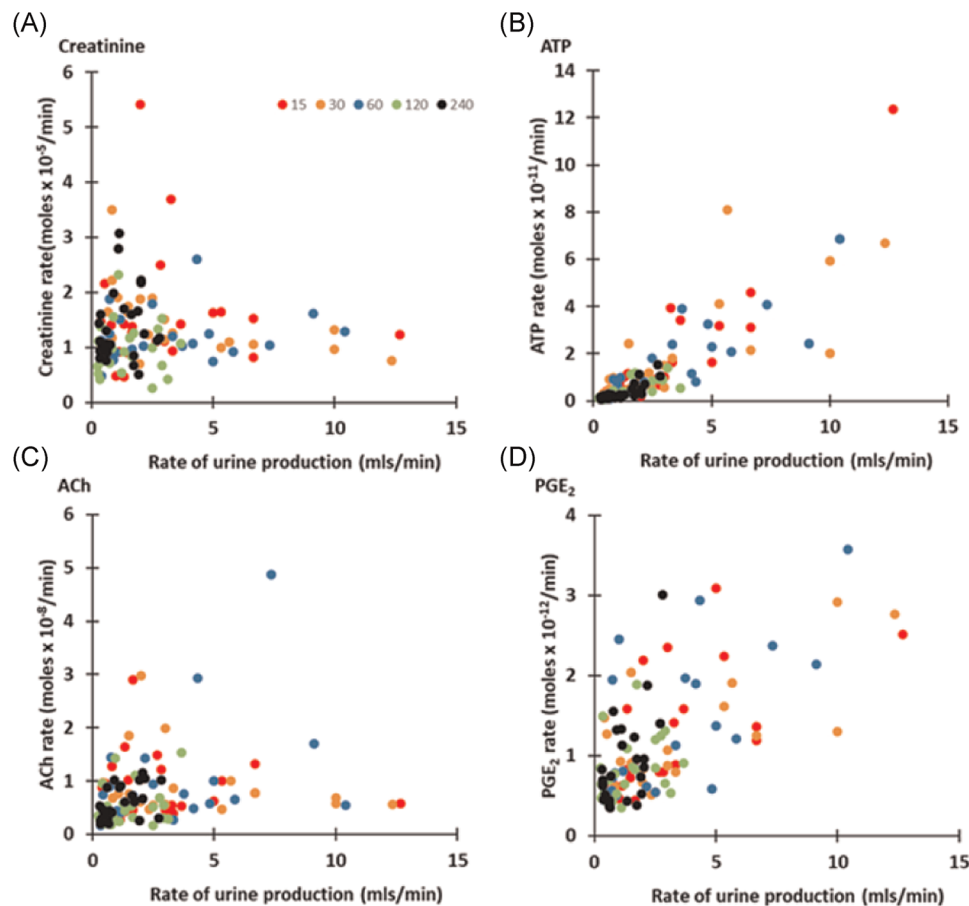 (A)
Creatinine
Creatinine rate(moles x 10⁻⁵/min)
6
5
4
3
2
1
0
15 30 60 120 240
0 5 10 15
Rate of urine production (mls/min)
(B)
ATP
ATP rate (moles x 10⁻¹¹/min)
14
12
10
8
6
4
2
0
0 5 10 15
Rate of urine production (mls/min)
(C)
ACh
ACh rate (moles x 10⁻⁸/min)
6
5
4
3
2
1
0
0 5 10 15
Rate of urine production (mls/min)
(D)
PGE₂
PGE₂ rate (moles x 10⁻¹²/min)
4
3
2
1
0
0 5 10 15
Rate of urine production (mls/min)